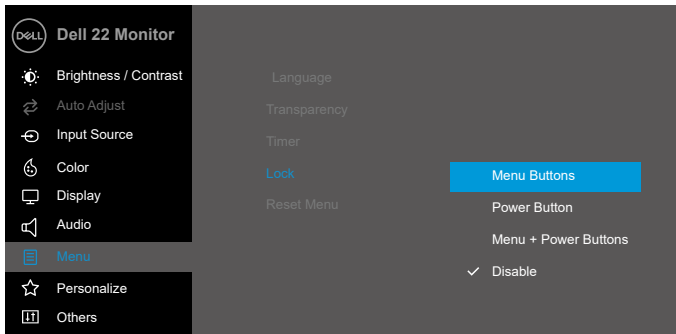 DELL Dell 22 Monitor
Brightness / Contrast
Auto Adjust
Input Source
Color
Display
Audio
Menu
Personalize
Others
Language
Transparency
Timer
Lock
Reset Menu
Menu Buttons
Power Button
Menu + Power Buttons
Disable